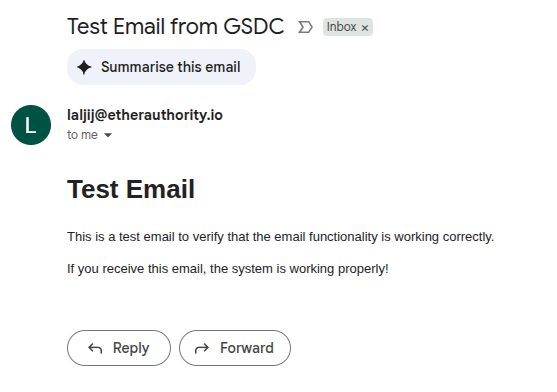 Test Email from GSDC
Inbox ×
Summarise this email
L
laljij@etherauthority.io
to me
Test Email
This is a test email to verify that the email functionality is working correctly.
If you receive this email, the system is working properly!
Reply
Forward